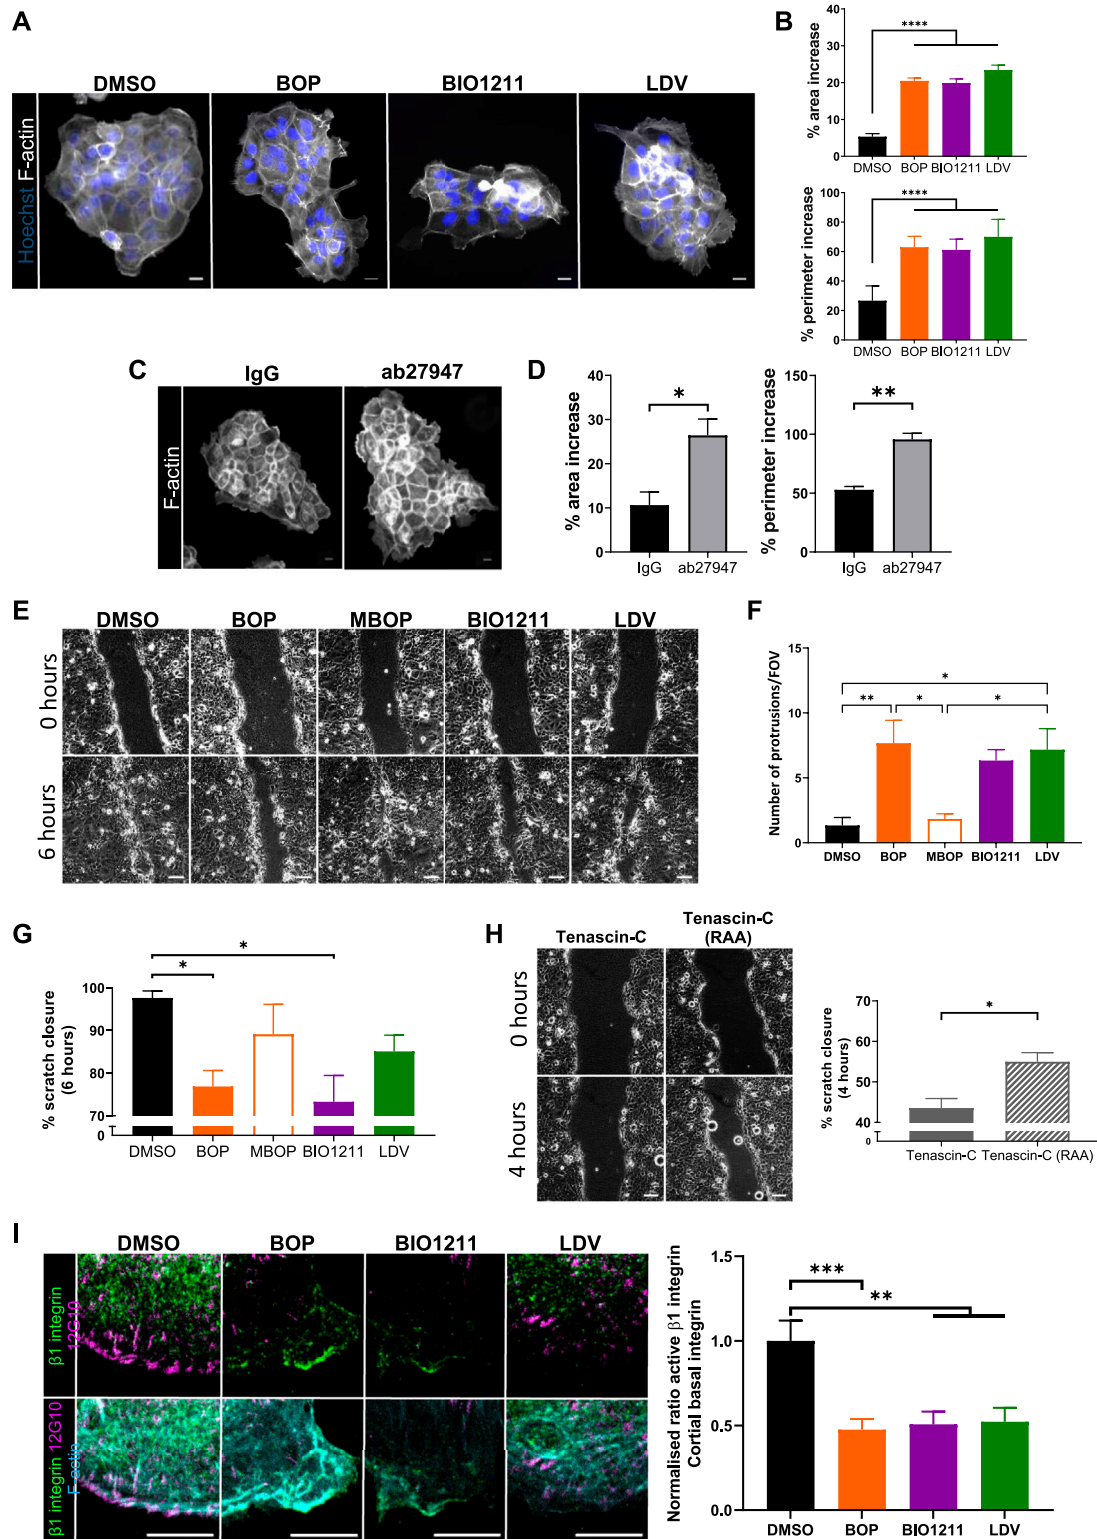 A
DMSO
BOP
BIO1211
LDV
Hoechst F-actin
B
% area increase
40
30
20
10
0
DMSO BOP BIO1211 LDV
****
% perimeter increase
100
80
60
40
20
0
DMSO BOP BIO1211 LDV
****
C
IgG
ab27947
F-actin
D
% area increase
40
30
20
10
0
IgG ab27947
*
% perimeter increase
150
100
50
0
IgG ab27947
**
E
DMSO
BOP
MBOP
BIO1211
LDV
0 hours
6 hours
F
Number of protrusions/FOV
15
10
5
0
*
** * *
DMSO BOP MBOP BIO1211 LDV
G
% scratch closure
(6 hours)
100
90
80
70
0
*
*
DMSO BOP MBOP BIO1211 LDV
H
Tenascin-C
Tenascin-C
(RAA)
0 hours
4 hours
% scratch closure
(4 hours)
70
60
50
40
0
*
Tenascin-C Tenascin-C (RAA)
I
DMSO
BOP
BIO1211
LDV
β1 integrin
12G10
β1 integrin 12G10
F-actin
Normalised ratio active β1 integrin
Cortial basal integrin
1.5
1.0
0.5
0.0
***
**
DMSO BOP BIO1211 LDV